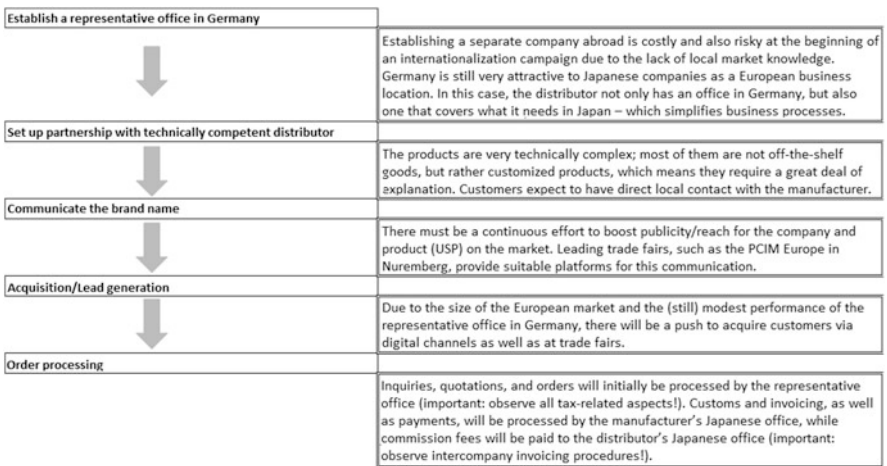 Establish a representative office in Germany
Establishing a separate company abroad is costly and also risky at the beginning of
an internationalization campaign due to the lack of local market knowledge.
Germany is still very attractive to Japanese companies as a European business
location. In this case, the distributor not only has an office in Germany, but also
one that covers what it needs in Japan – which simplifies business processes.
Set up partnership with technically competent distributor
The products are very technically complex; most of them are not off-the-shelf
goods, but rather customized products, which means they require a great deal of
explanation. Customers expect to have direct local contact with the manufacturer.
Communicate the brand name
There must be a continuous effort to boost publicity/reach for the company and
product (USP) on the market. Leading trade fairs, such as the PCIM Europe in
Nuremberg, provide suitable platforms for this communication.
Acquisition/Lead generation
Due to the size of the European market and the (still) modest performance of the
representative office in Germany, there will be a push to acquire customers via
digital channels as well as at trade fairs.
Order processing
Inquiries, quotations, and orders will initially be processed by the representative
office (important: observe all tax-related aspects!). Customs and invoicing, as well
as payments, will be processed by the manufacturer's Japanese office, while
commission fees will be paid to the distributor's Japanese office (important:
observe intercompany invoicing procedures!).